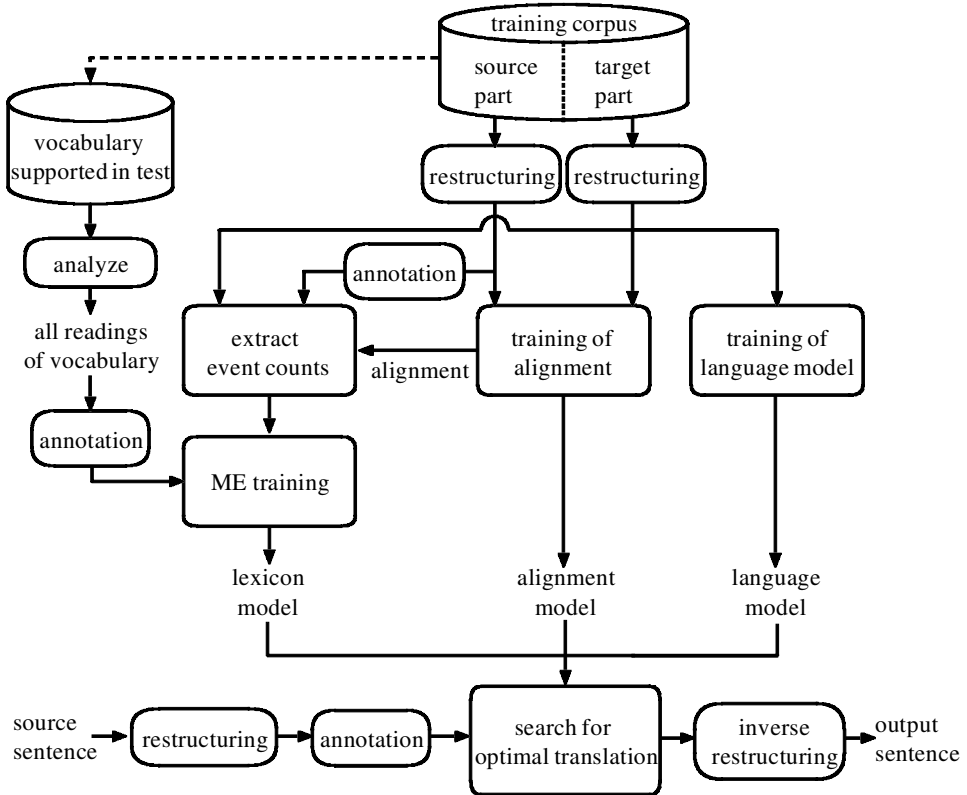 training corpus
source
part
target
part
vocabulary
supported in test
restructuring
restructuring
analyze
annotation
all readings
of vocabulary
extract
event counts
alignment
training of
alignment
training of
language model
annotation
ME training
lexicon
model
alignment
model
language
model
source
sentence
restructuring
annotation
search for
optimal translation
inverse
restructuring
output
sentence